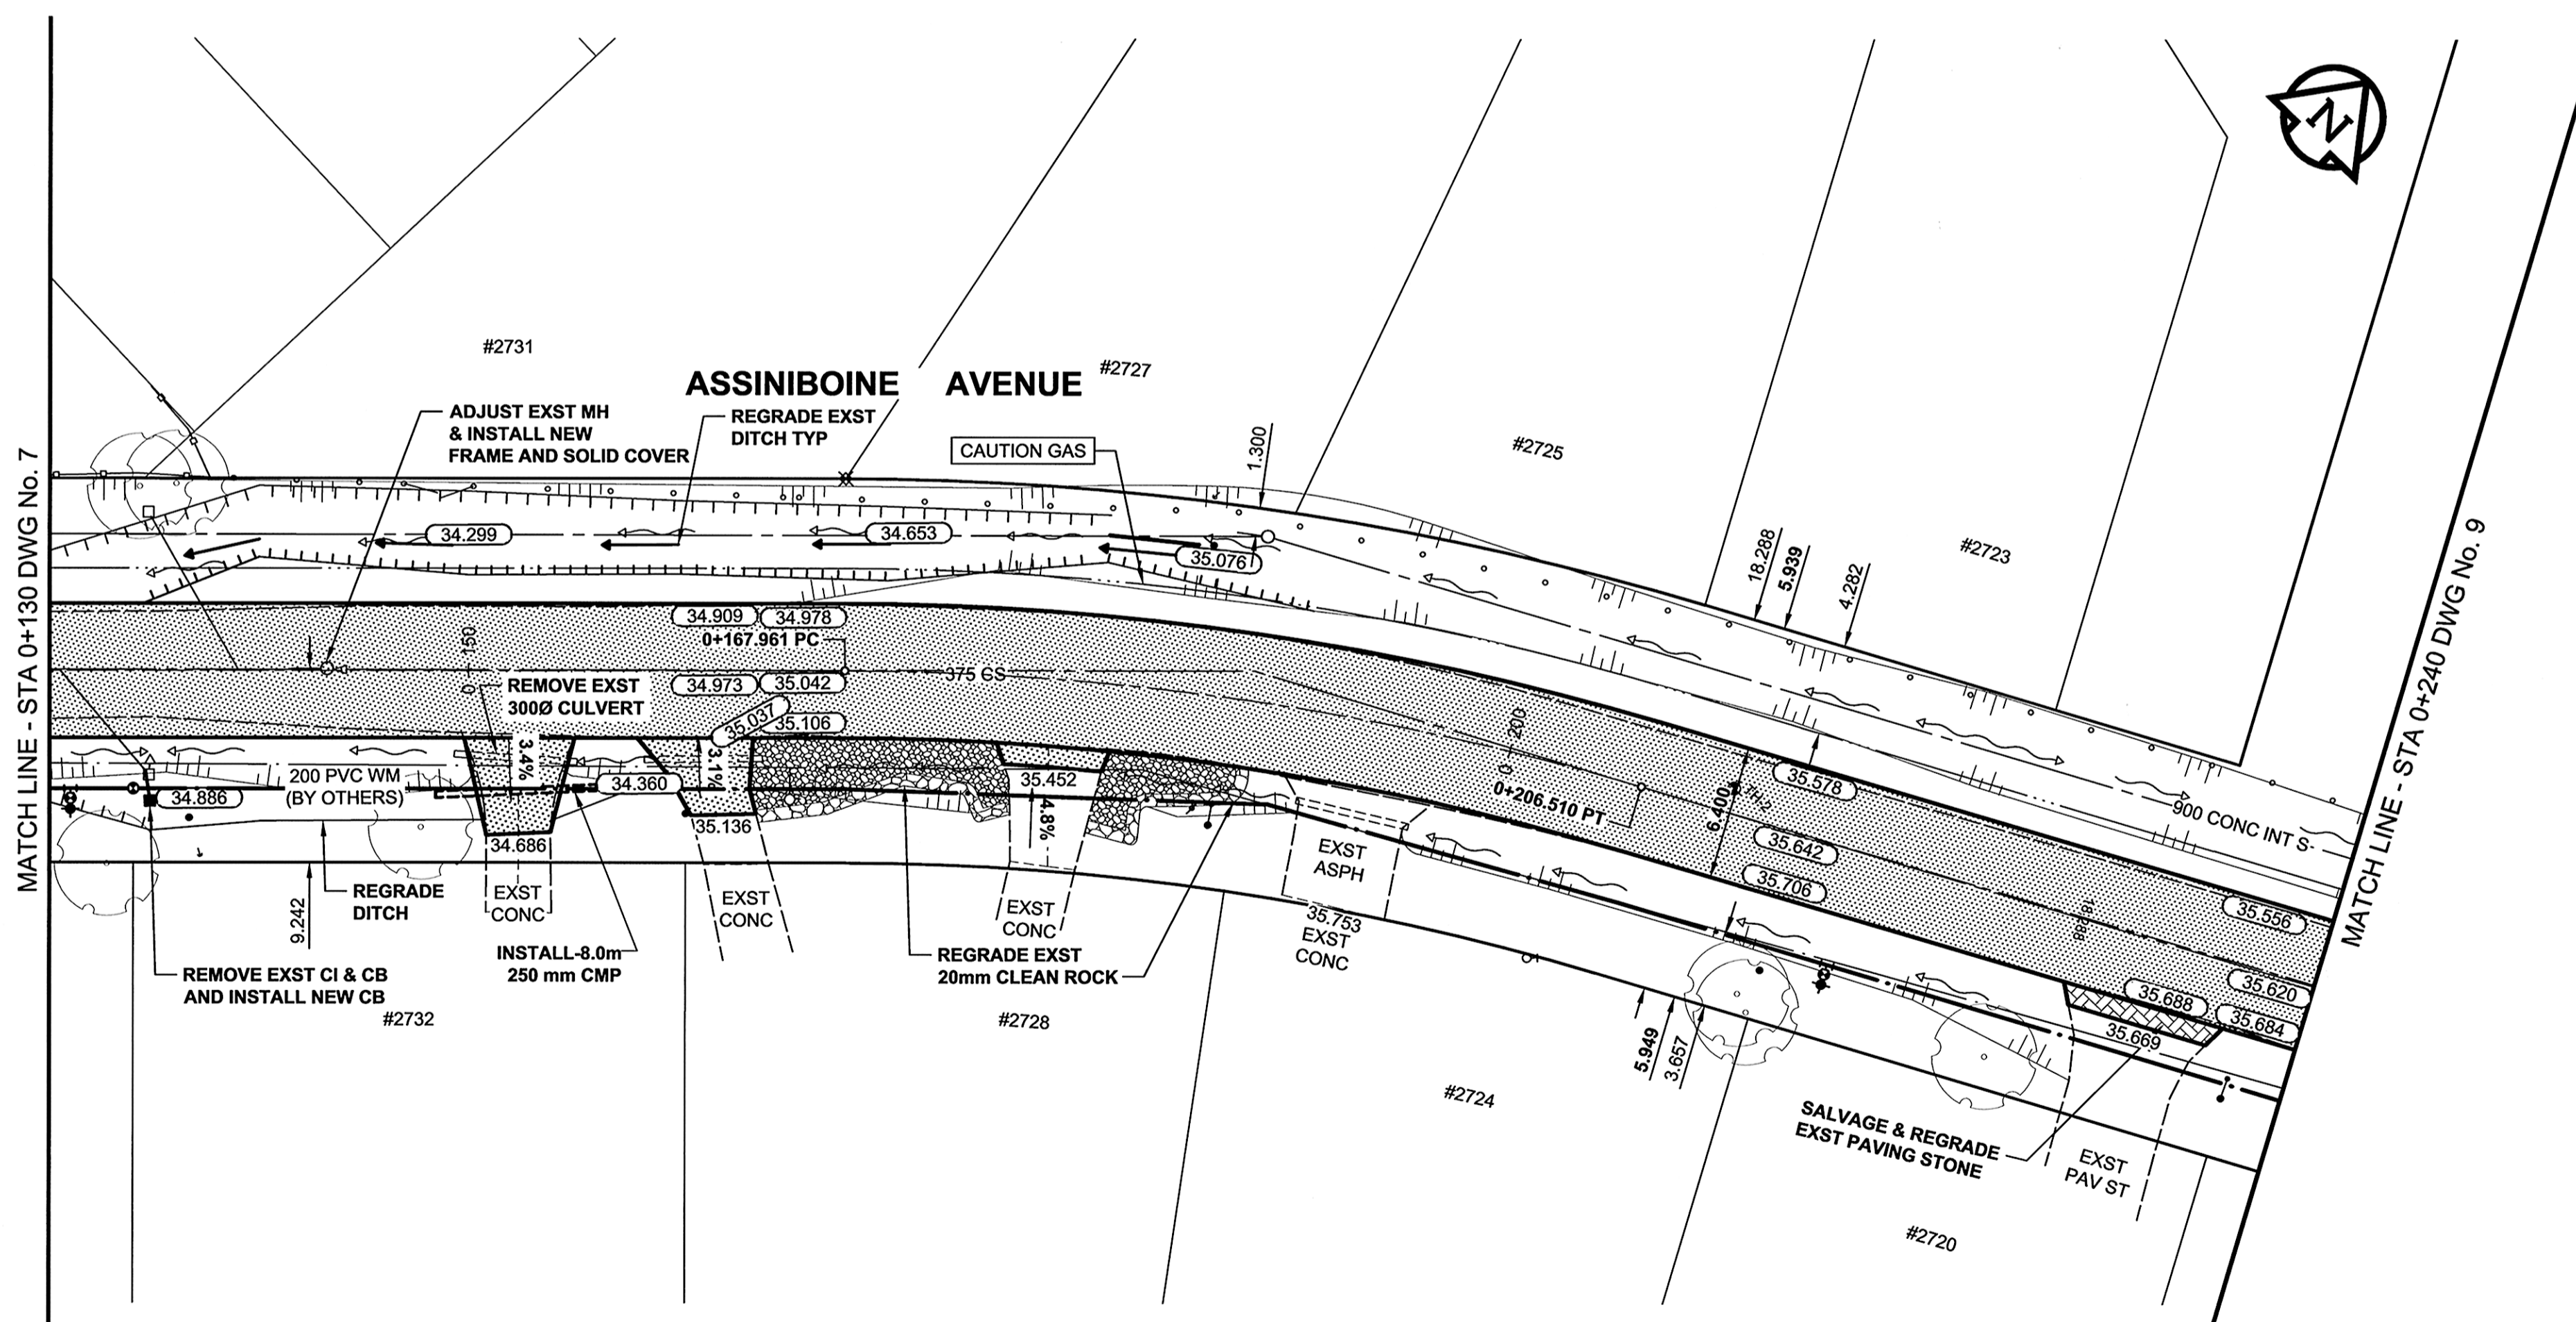 N
#2731
ASSINIBOINE AVENUE
#2727
ADJUST EXST MH
& INSTALL NEW
FRAME AND SOLID COVER
REGRADE EXST
DITCH TYP
CAUTION GAS
1.300
#2725
#2723
18.288
5.939
4.282
MATCH LINE - STA 0+130 DWG No. 7
MATCH LINE - STA 0+240 DWG No. 9
34.299
34.653
35.076
34.909
34.978
0+167.961 PC
0+150
375 CS
34.973
35.042
REMOVE EXST
300Ø CULVERT
35.037
35.106
3.4%
3.1%
200 PVC WM
(BY OTHERS)
34.886
34.360
35.452
4.8%
35.136
34.686
0+200
0+206.510 PT
6.400
TH-2
35.578
35.642
35.706
900 CONC INT S
35.556
18.288
35.620
35.688
35.684
35.669
EXST
ASPH
35.753
EXST
CONC
EXST
CONC
EXST
CONC
EXST
CONC
REGRADE
DITCH
9.242
INSTALL-8.0m
250 mm CMP
REGRADE EXST
20mm CLEAN ROCK
REMOVE EXST CI & CB
AND INSTALL NEW CB
#2732
#2728
5.949
3.657
#2724
SALVAGE & REGRADE
EXST PAVING STONE
EXST
PAV ST
#2720